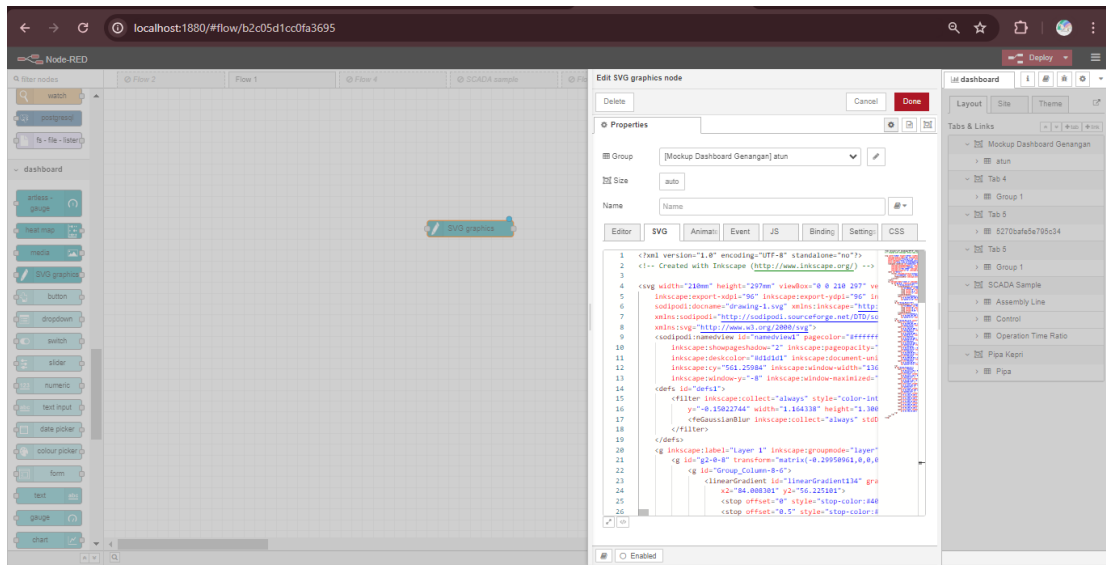 localhost:1880/#flow/b2c05d1cc0fa3695
Node-RED
Deploy
filter nodes
watch
postgresql
fs - file - lister
dashboard
artless - gauge
heat map
media
SVG graphics
button
dropdown
switch
slider
numeric
text input
date picker
colour picker
form
text
abc
gauge
chart
Flow 2
Flow 1
Flow 4
SCADA sample
SVG graphics
Edit SVG graphics node
Delete
Cancel
Done
Properties
Group
[Mockup Dashboard Genangan] atun
Size
auto
Name
Name
Editor
SVG
Animate
Event
JS
Binding
Settings
CSS
1 <?xml version="1.0" encoding="UTF-8" standalone="no"?>
2 <!-- Created with Inkscape (http://www.inkscape.org/) -->
3
4 <svg width="210mm" height="297mm" viewBox="0 0 210 297" ve
5 inkscape:export-xdpi="96" inkscape:export-ydpi="96" in
6 sodipodi:docname="drawing-1.svg" xmlns:inkscape="http:
7 xmlns:sodipodi="http://sodipodi.sourceforge.net/DTD/so
8 xmlns:svg="http://www.w3.org/2000/svg">
9 <sodipodi:namedview id="namedview1" pagecolor="#ffffff
10 inkscape:showpageshadow="2" inkscape:pageopacity="
11 inkscape:deskcolor="#d1d1d1" inkscape:document-uni
12 inkscape:cy="561.25984" inkscape:window-width="136
13 inkscape:window-y="-8" inkscape:window-maximized="
14 <defs id="defs1">
15 <filter inkscape:collect="always" style="color-int
16 y="-0.15022744" width="1.164338" height="1.300
17 <feGaussianBlur inkscape:collect="always" stdD
18 </filter>
19 </defs>
20 <g inkscape:label="Layer 1" inkscape:groupmode="layer"
21 <g id="g2-0-8" transform="matrix(-0.29950961,0,0,0
22 <g id="Group_Column-8-6">
23 <linearGradient id="linearGradient134" gra
24 x2="84.008301" y2="56.225101">
25 <stop offset="0" style="stop-color:#40
26 <stop offset="0.5" style="stop-color:#
Enabled
dashboard
Layout
Site
Theme
Tabs & Links
+tab
+link
Mockup Dashboard Genangan
atun
Tab 4
Group 1
Tab 5
5270bafe5e795c34
Tab 6
Group 1
SCADA Sample
Assembly Line
Control
Operation Time Ratio
Pipa Kapri
Pipa